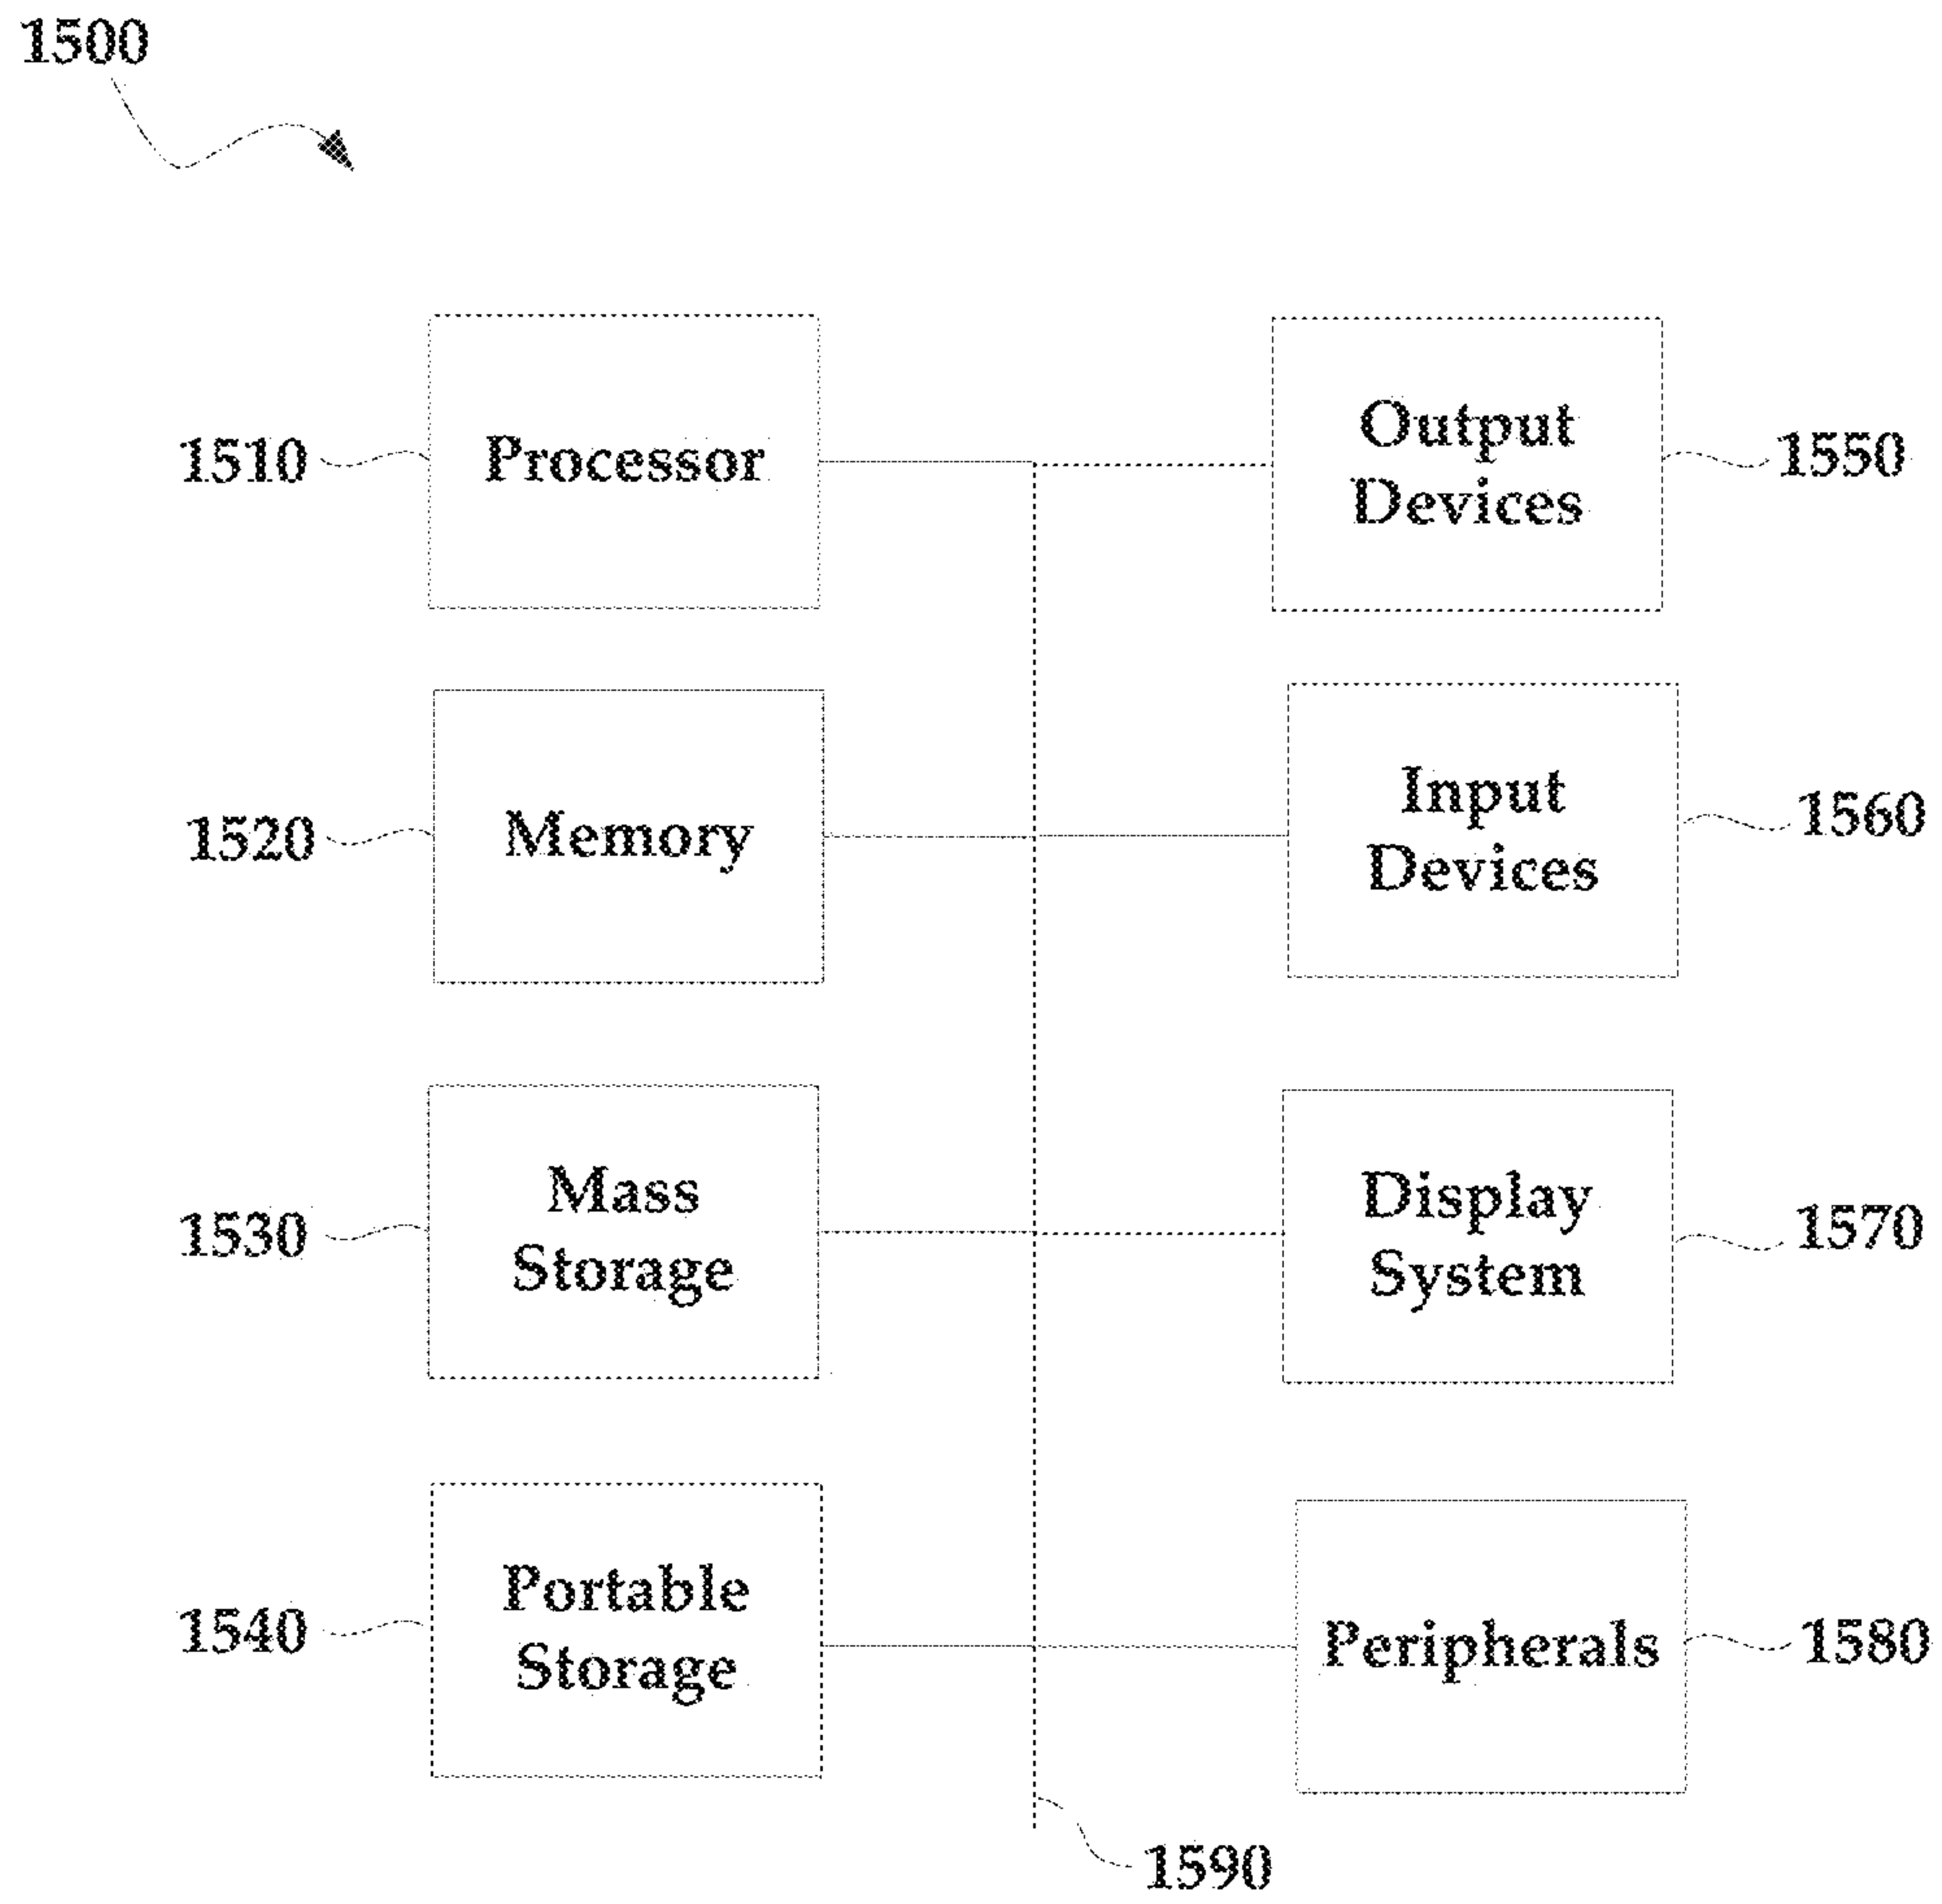 1500
1510
Processor
Output
Devices
1550
1520
Memory
Input
Devices
1560
1530
Mass
Storage
Display
System
1570
1540
Portable
Storage
Peripherals
1580
1590